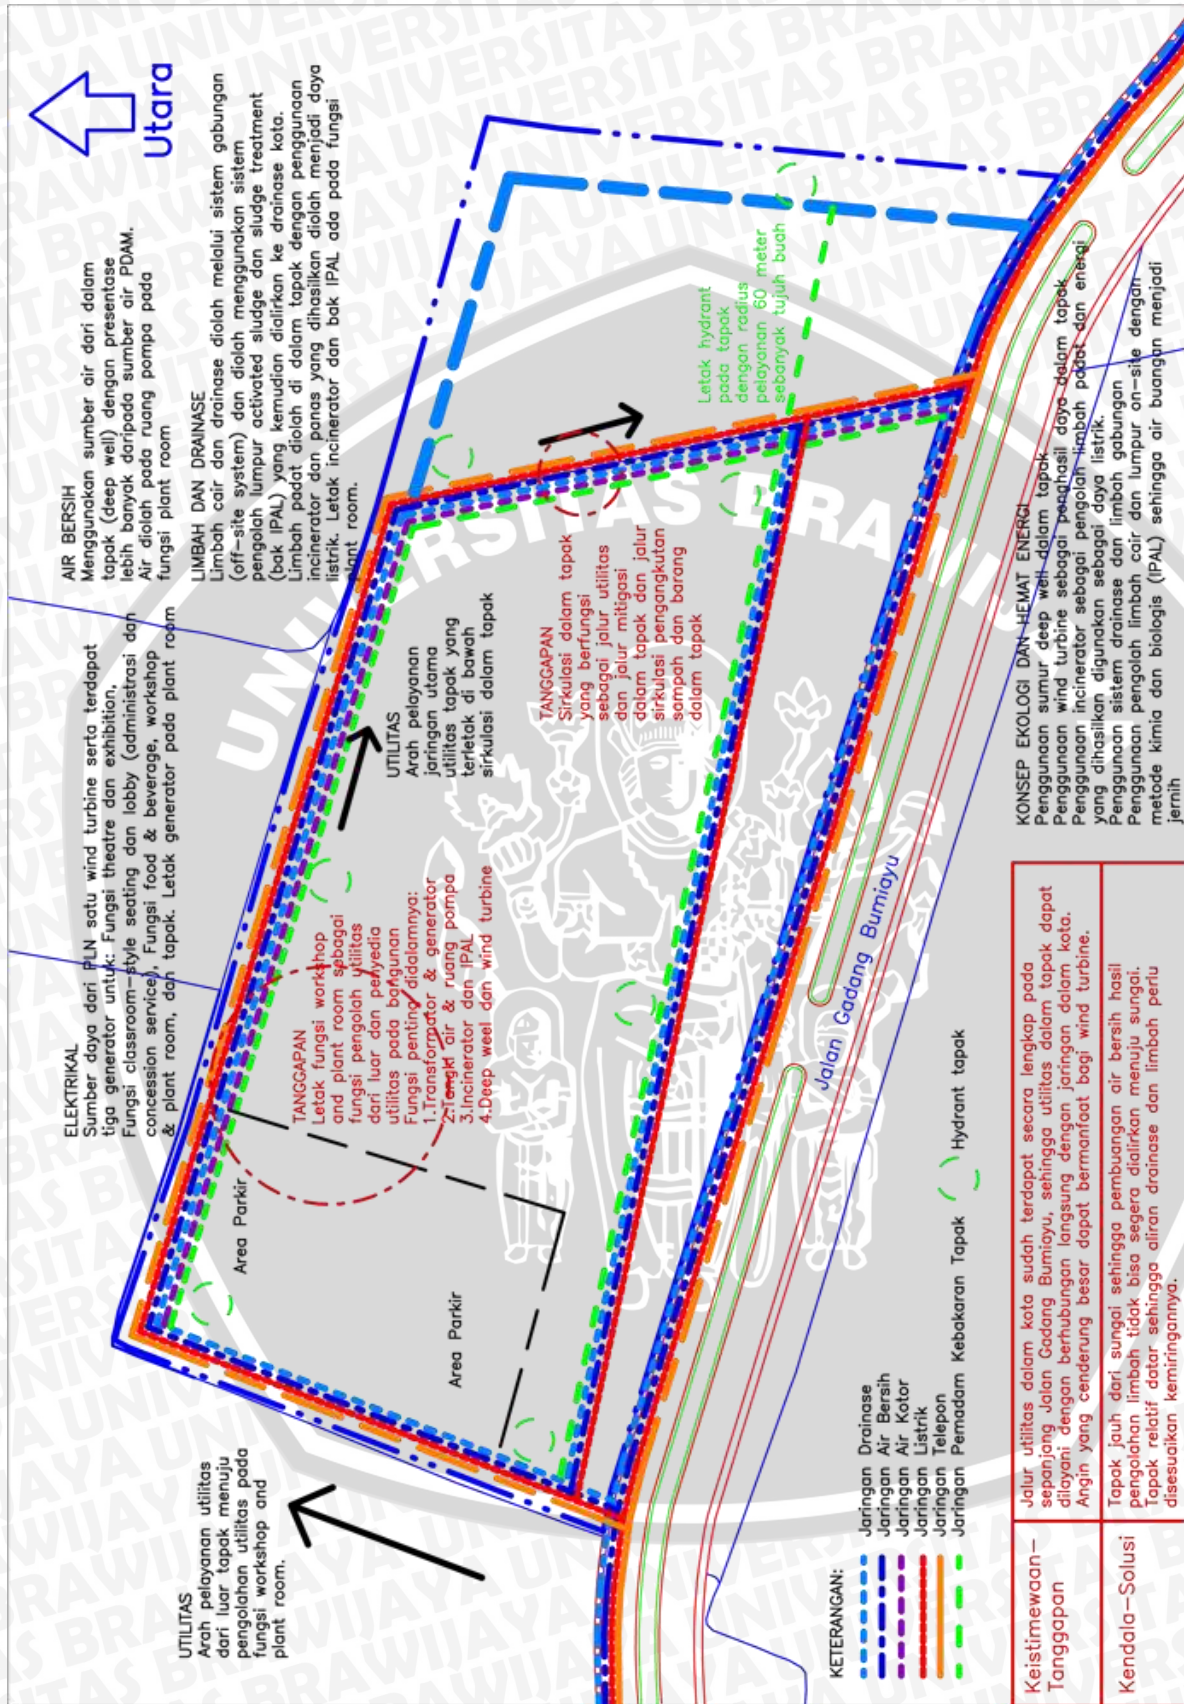 Utara
ELEKTRIKAL
Sumber daya dari PLN satu wind turbine serta terdapat
tiga generator untuk: Fungsi theatre dan exhibition,
Fungsi classroom-style seating dan lobby (administrasi dan
concession service), Fungsi food & beverage, workshop
& plant room, dan tapak. Letak generator pada plant room
AIR BERSIH
Menggunakan sumber air dari dalam
tapak (deep well) dengan presentase
lebih banyak daripada sumber air PDAM.
Air diolah pada ruang pompa pada
fungsi plant room
LIMBAH DAN DRAINASE
Limbah cair dan drainase diolah melalui sistem gabungan
(off-site system) dan diolah menggunakan sistem
pengolah lumpur activated sludge dan sludge treatment
(bak IPAL) yang kemudian dialirkan ke drainase kota.
Limbah padat diolah di dalam tapak dengan penggunaan
incinerator dan panas yang dihasilkan diolah menjadi daya
listrik. Letak incinerator dan bak IPAL ada pada fungsi
plant room.
UTILITAS
Arah pelayanan utilitas
dari luar tapak menuju
pengolahan utilitas pada
fungsi workshop and
plant room.
Area Parkir
Area Parkir
TANGGAPAN
Letak fungsi workshop
and plant room sebagai
fungsi pengolah utilitas
dari luar dan penyedia
utilitas pada bangunan
Fungsi penting didalamnya:
1.Transformator & generator
2.Tangki air & ruang pompa
3.Incinerator dan IPAL
4.Deep weel dan wind turbine
UTILITAS
Arah pelayanan
jaringan utama
utilitas tapak yang
terletak di bawah
sirkulasi dalam tapak
TANGGAPAN
Sirkulasi dalam tapak
yang berfungsi
sebagai jalur utilitas
dan jalur mitigasi
dalam tapak dan jalur
sirkulasi pengangkutan
sampah dan barang
dalam tapak
Letak hydrant
pada tapak
dengan radius
pelayanan 60 meter
sebanyak tujuh buah
UNIVERSITAS BRAWIJAYA
Jalan Gadang Bumiayu
KETERANGAN:
Jaringan Drainase
Jaringan Air Bersih
Jaringan Air Kotor
Jaringan Listrik
Jaringan Telepon
Jaringan Pemadam Kebakaran Tapak
Hydrant tapak
KONSEP EKOLOGI DAN HEMAT ENERGI
Penggunaan sumur deep well dalam tapak
Penggunaan wind turbine sebagai penghasil daya dalam tapak
Penggunaan incinerator sebagai pengolah limbah padat dan energi
yang dihasilkan digunakan sebagai daya listrik.
Penggunaan sistem drainase dan limbah gabungan
Penggunaan pengolah limbah cair dan lumpur on-site dengan
metode kimia dan biologis (IPAL) sehingga air buangan menjadi
jernih
Keistimewaan-
Tanggapan
Jalur utilitas dalam kota sudah terdapat secara lengkap pada
sepanjang Jalan Gadang Bumiayu, sehingga utilitas dalam tapak dapat
dilayani dengan berhubungan langsung dengan jaringan dalam kota.
Angin yang cenderung besar dapat bermanfaat bagi wind turbine.
Kendala-Solusi
Tapak jauh dari sungai sehingga pembuangan air bersih hasil
pengolahan limbah tidak bisa segera dialirkan menuju sungai.
Tapak relatif datar sehingga aliran drainase dan limbah perlu
disesuaikan kemiringannya.